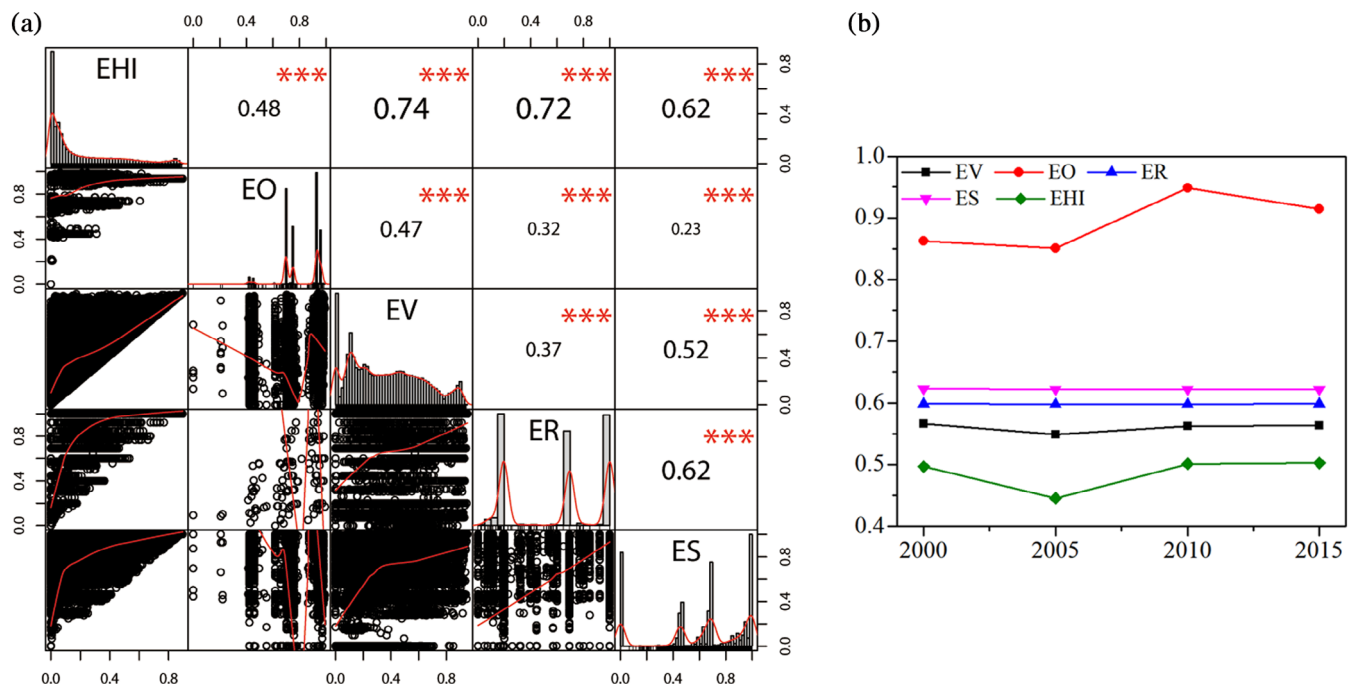 (a)
0.0 0.8 0.0 0.4 0.8
EHI *** *** *** ***
0.48 0.74 0.72 0.62
0.0 0.4 0.8
EO *** *** ***
0.47 0.32 0.23
0.0 0.4 0.8
EV *** ***
0.37 0.52
0.0 0.4 0.8
ER ***
0.62
0.0 0.4 0.8
ES
0.0 0.4 0.8
0.0 0.4 0.8 0.0 0.4 0.8 0.0 0.4 0.8
(b)
1.0
0.9
0.8
0.7
0.6
0.5
0.4
EV EO ER
ES EHI
2000 2005 2010 2015